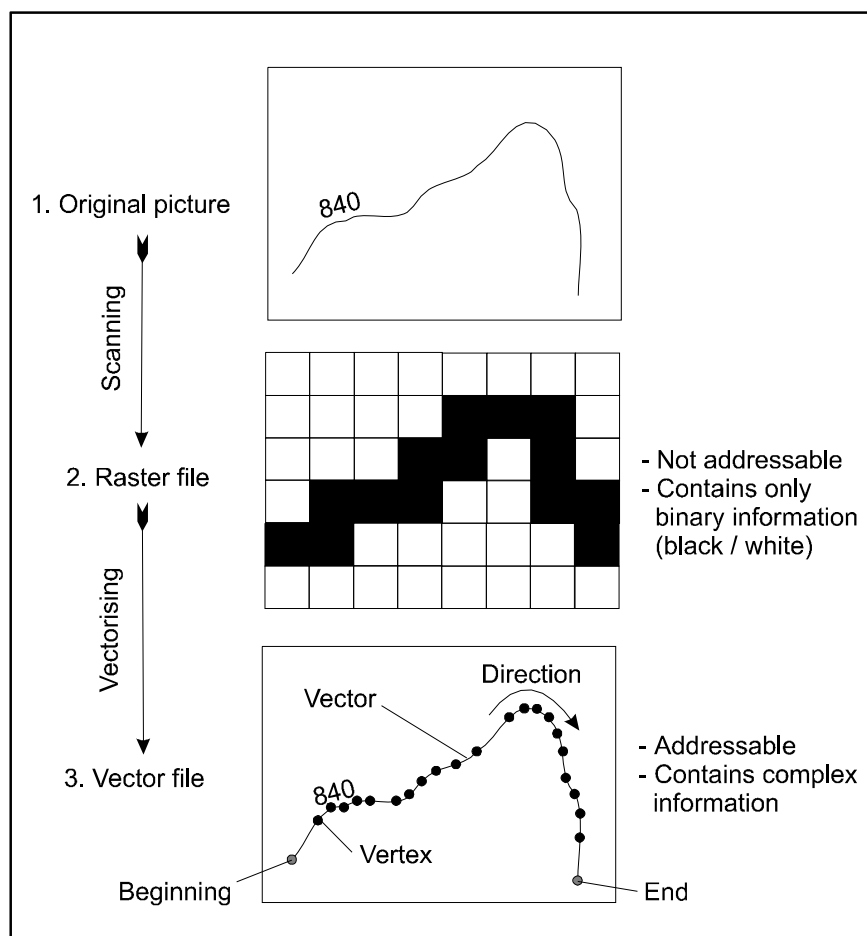 840
1. Original picture
Scanning
2. Raster file
- Not addressable
- Contains only
binary information
(black / white)
Vectorising
Direction
Vector
3. Vector file
- Addressable
- Contains complex
information
840
Vertex
Beginning
End